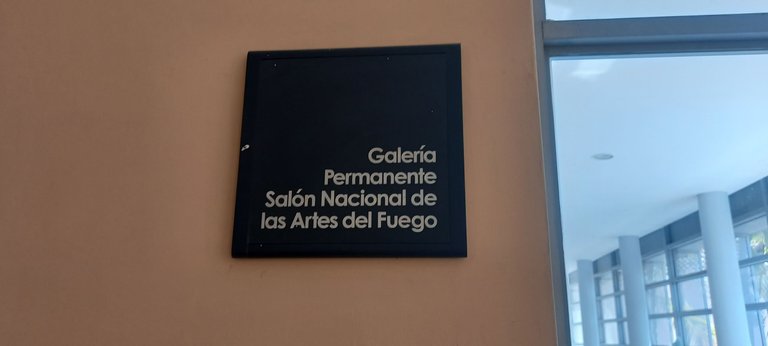 Galería
Permanente
Salón Nacional de
las Artes del Fuego